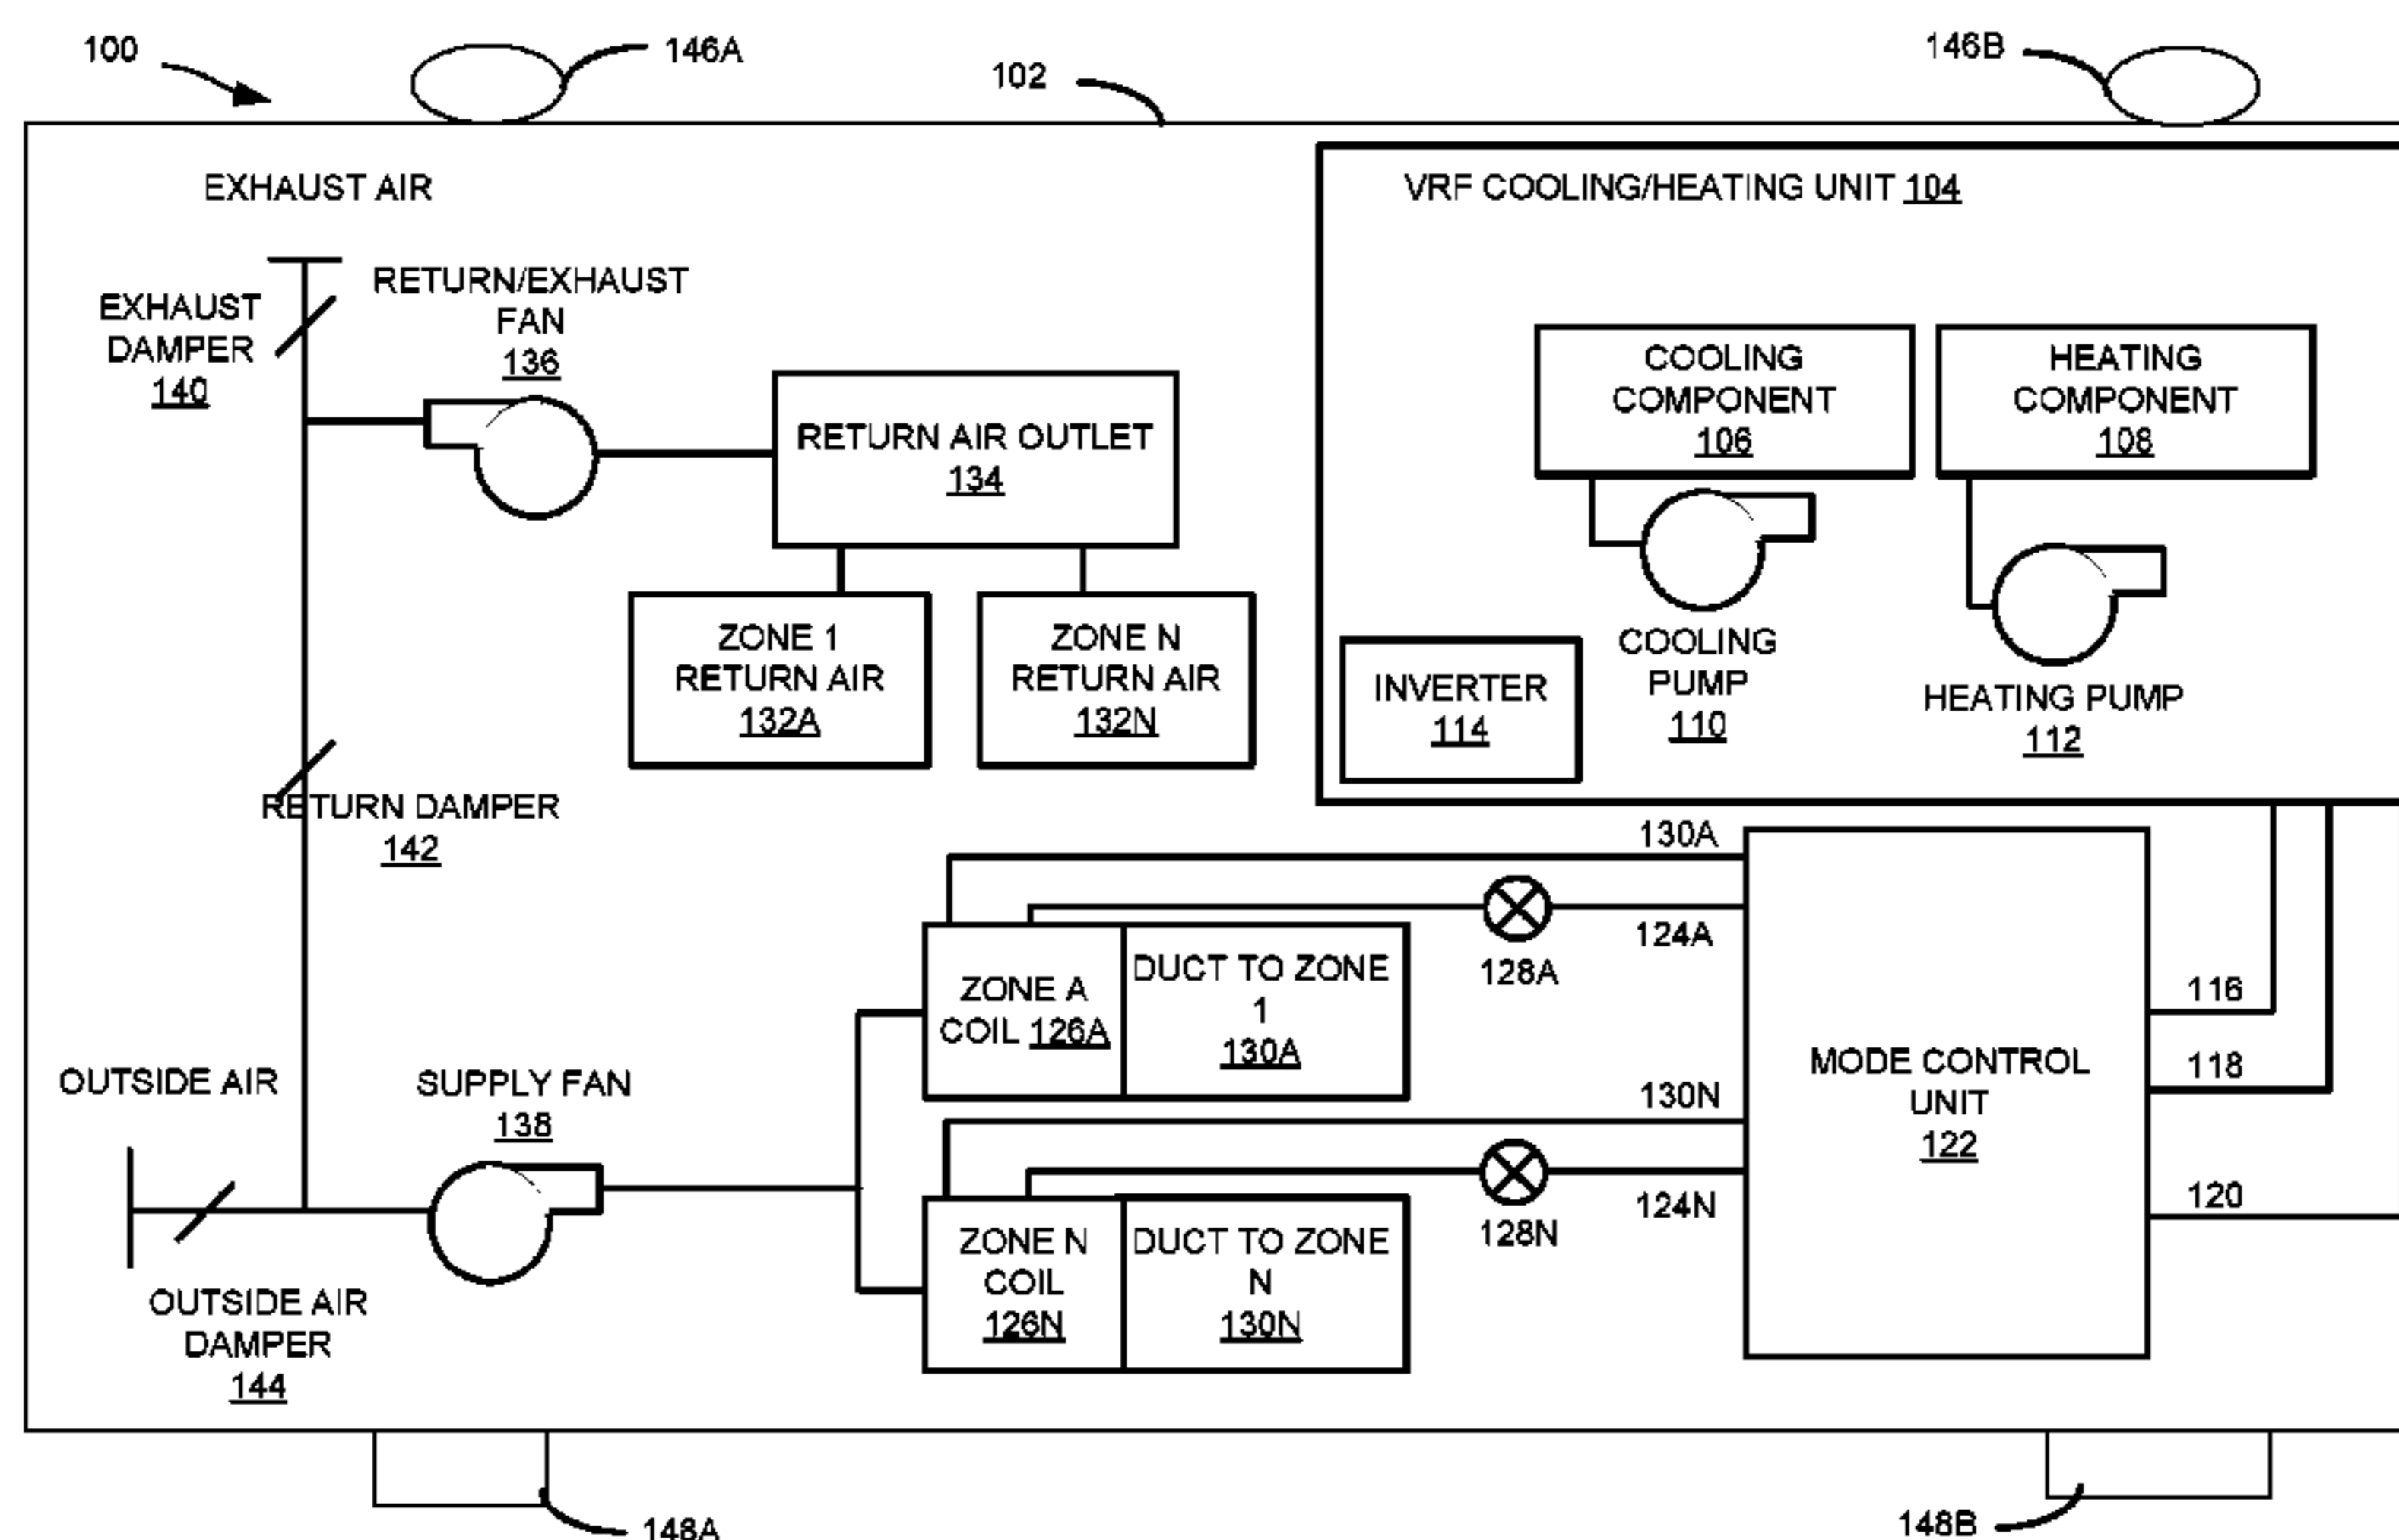 100
146A
102
146B
EXHAUST AIR
VRF COOLING/HEATING UNIT 104
EXHAUST
DAMPER
140
RETURN/EXHAUST
FAN
136
RETURN AIR OUTLET
134
COOLING
COMPONENT
106
HEATING
COMPONENT
108
ZONE 1
RETURN AIR
132A
ZONE N
RETURN AIR
132N
INVERTER
114
COOLING
PUMP
110
HEATING PUMP
112
RETURN DAMPER
142
130A
124A
128A
ZONE A
COIL 126A
DUCT TO ZONE
1
130A
116
118
120
MODE CONTROL
UNIT
122
OUTSIDE AIR
SUPPLY FAN
138
130N
124N
128N
ZONE N
COIL
126N
DUCT TO ZONE
N
130N
OUTSIDE AIR
DAMPER
144
148A
148B